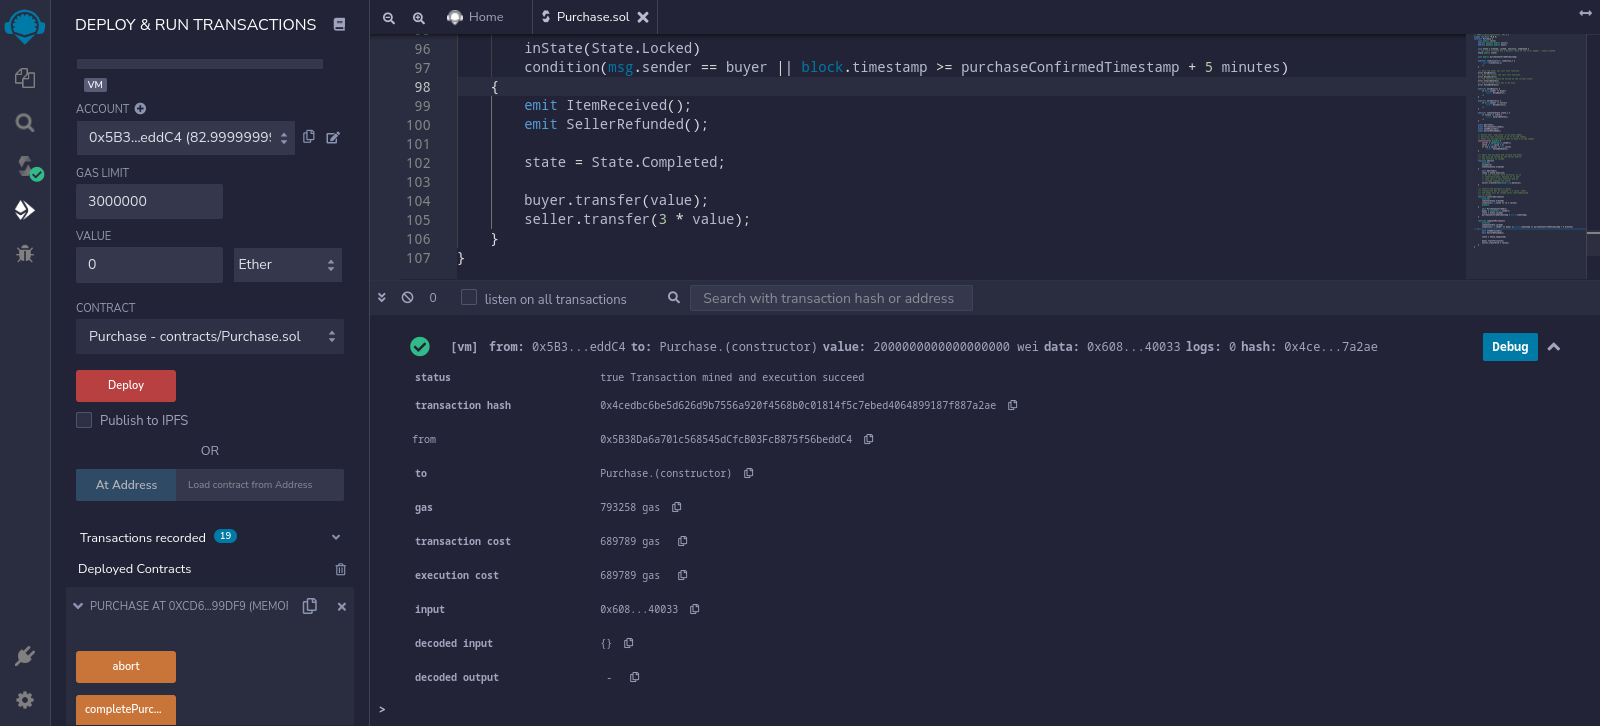 DEPLOY & RUN TRANSACTIONS
VM
ACCOUNT
0x5B3...eddC4 (82.99999999
GAS LIMIT
3000000
VALUE
0
Ether
CONTRACT
Purchase - contracts/Purchase.sol
Deploy
Publish to IPFS
OR
At Address
Load contract from Address
Transactions recorded 19
Deployed Contracts
PURCHASE AT 0XCD6...99DF9 (MEMOI
abort
completePurc...
Home
Purchase.sol
96 inState(State.Locked)
97 condition(msg.sender == buyer || block.timestamp >= purchaseConfirmedTimestamp + 5 minutes)
98 {
99 emit ItemReceived();
100 emit SellerRefunded();
101
102 state = State.Completed;
103
104 buyer.transfer(value);
105 seller.transfer(3 * value);
106 }
107 }
0
listen on all transactions
Search with transaction hash or address
[vm] from: 0x5B3...eddC4 to: Purchase.(constructor) value: 2000000000000000000 wei data: 0x608...40033 logs: 0 hash: 0x4ce...7a2ae
Debug
status true Transaction mined and execution succeed
transaction hash 0x4cedbc6be5d626d9b7556a920f4568b0c01814f5c7ebed4064899187f887a2ae
from 0x5B38Da6a701c568545dCfcB03FcB875f56beddC4
to Purchase.(constructor)
gas 793258 gas
transaction cost 689789 gas
execution cost 689789 gas
input 0x608...40033
decoded input {}
decoded output -
>